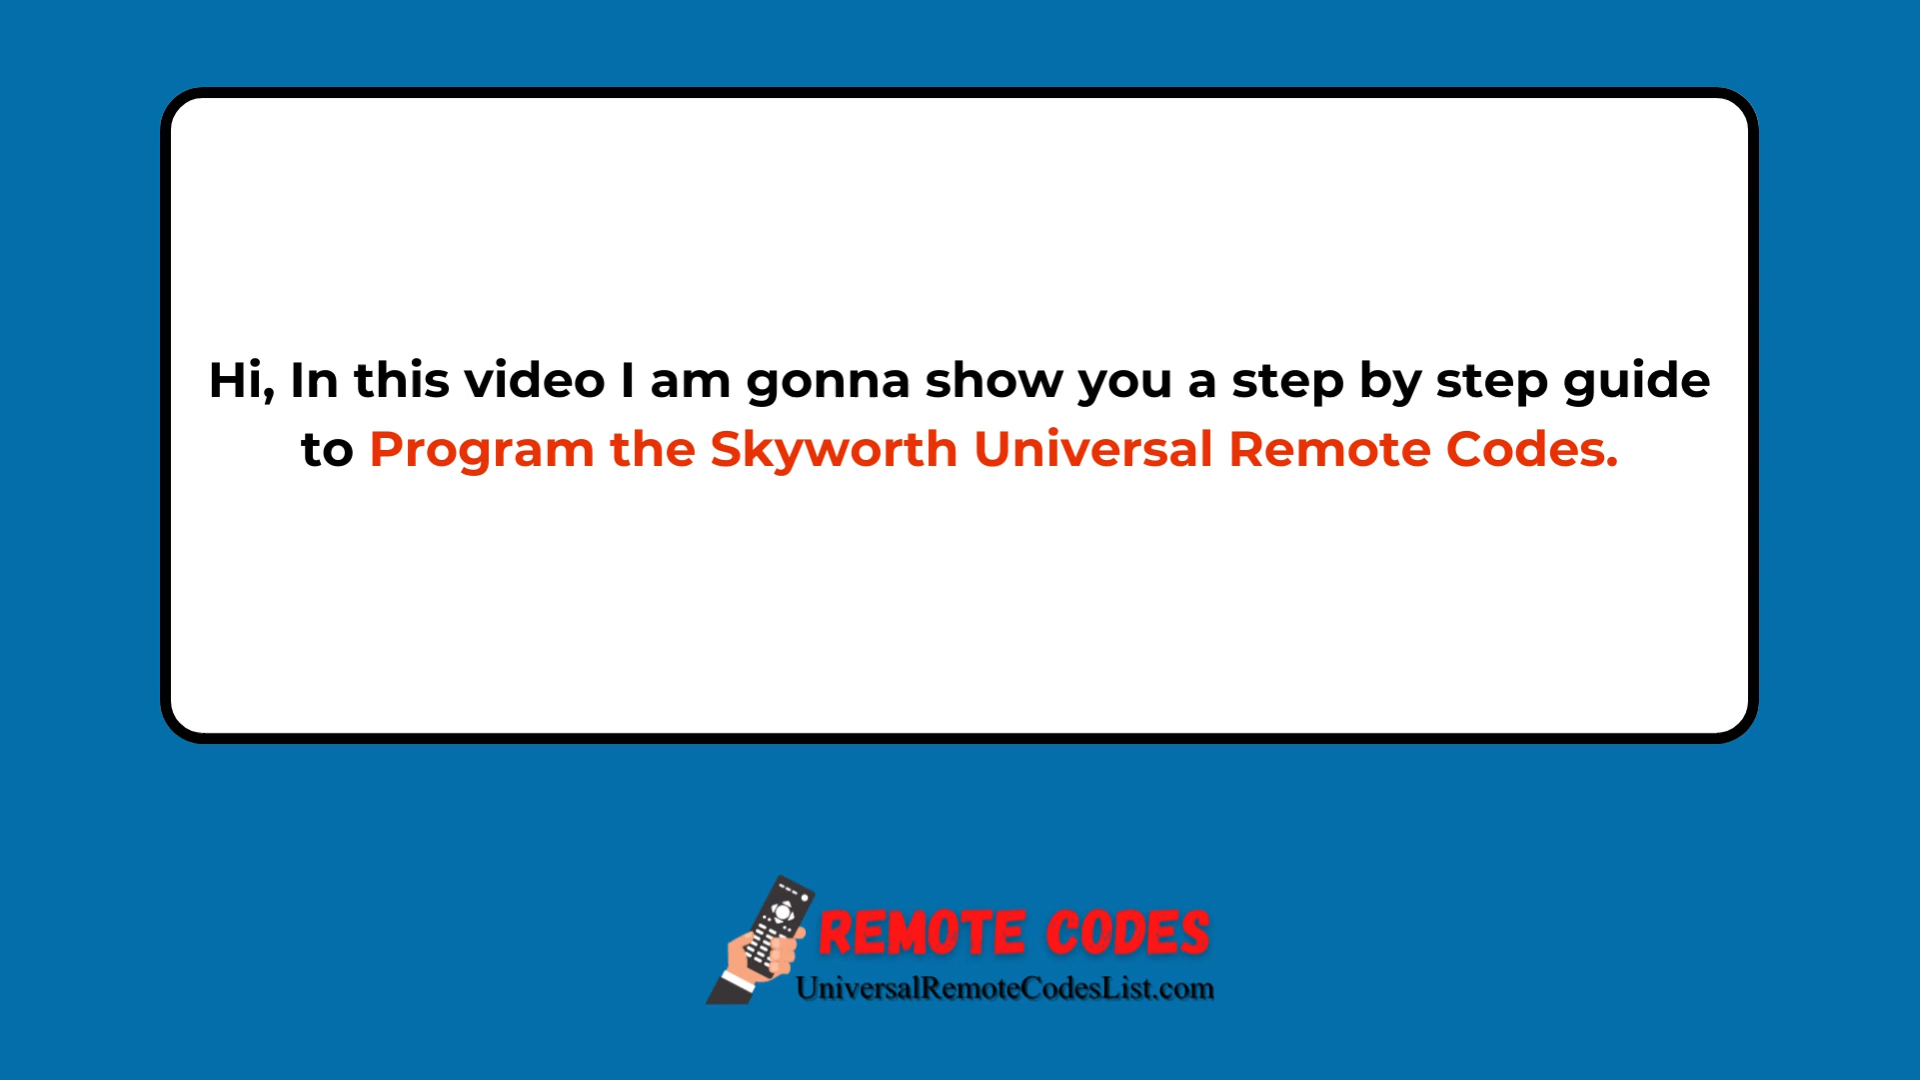 Hi, In this video I am gonna show you a step by step guide
to Program the Skyworth Universal Remote Codes.
REMOTE CODES
UniversalRemoteCodesList.com